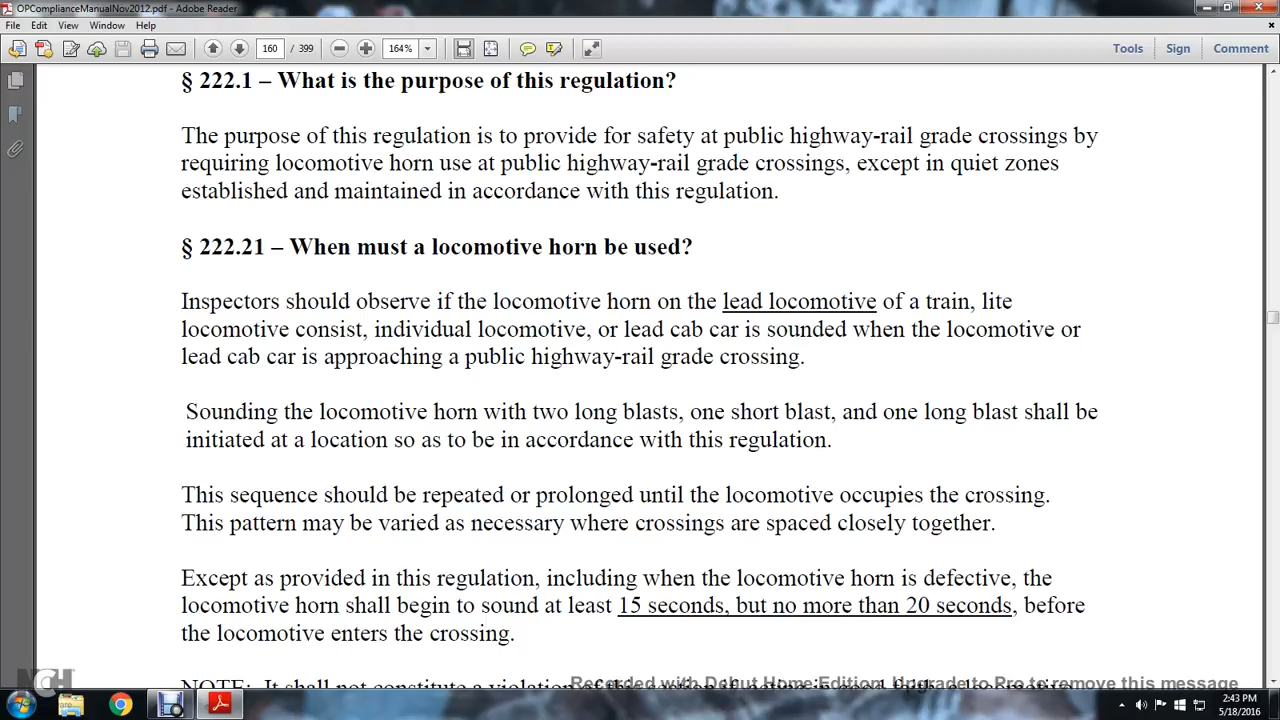 OPComplianceManualNov2012.pdf - Adobe Reader
File Edit View Window Help
160 / 399 164% Tools Sign Comment
§ 222.1 – What is the purpose of this regulation?
The purpose of this regulation is to provide for safety at public highway-rail grade crossings by
requiring locomotive horn use at public highway-rail grade crossings, except in quiet zones
established and maintained in accordance with this regulation.
§ 222.21 – When must a locomotive horn be used?
Inspectors should observe if the locomotive horn on the lead locomotive of a train, lite
locomotive consist, individual locomotive, or lead cab car is sounded when the locomotive or
lead cab car is approaching a public highway-rail grade crossing.
Sounding the locomotive horn with two long blasts, one short blast, and one long blast shall be
initiated at a location so as to be in accordance with this regulation.
This sequence should be repeated or prolonged until the locomotive occupies the crossing.
This pattern may be varied as necessary where crossings are spaced closely together.
Except as provided in this regulation, including when the locomotive horn is defective, the
locomotive horn shall begin to sound at least 15 seconds, but no more than 20 seconds, before
the locomotive enters the crossing.
NOTE: It shall not constitute a violation of
Recorded with Debut Home Edition. Upgrade to Pro to remove this message
NCH
2:43 PM
5/18/2016